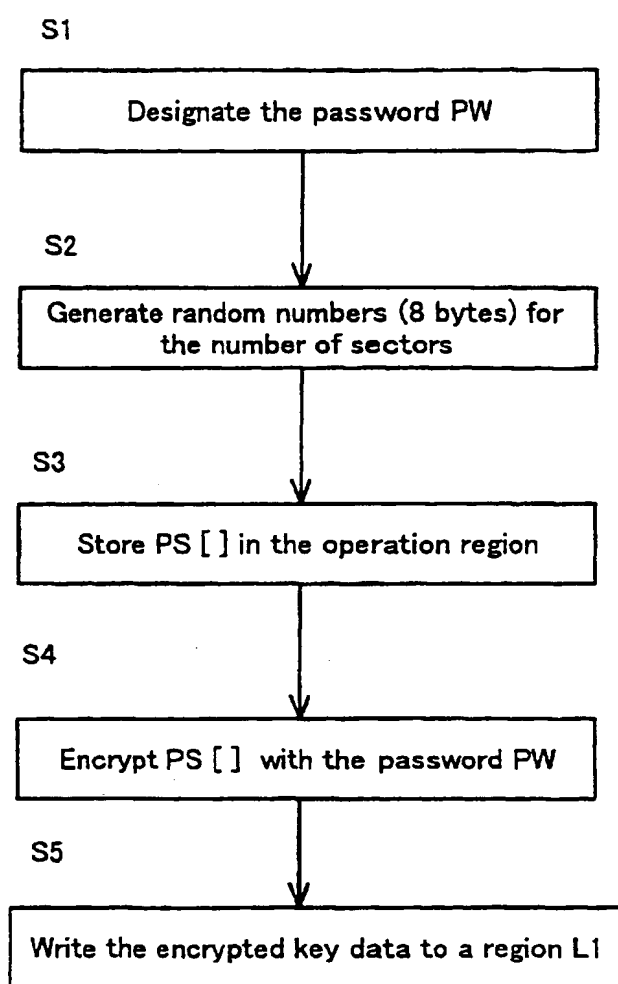 S1
Designate the password PW
S2
Generate random numbers (8 bytes) for
the number of sectors
S3
Store PS [ ] in the operation region
S4
Encrypt PS [ ] with the password PW
S5
Write the encrypted key data to a region L1